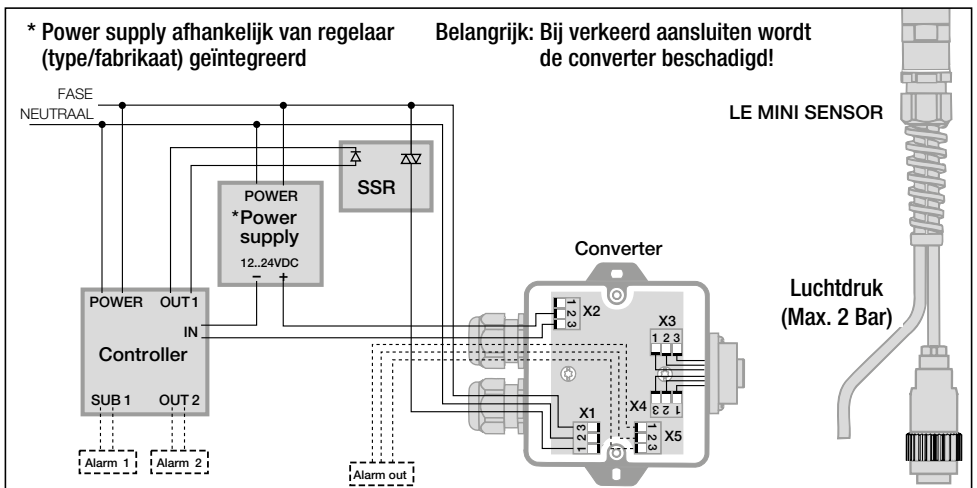 * Power supply afhankelijk van regelaar
(type/fabrikaat) geïntegreerd
Belangrijk: Bij verkeerd aansluiten wordt
de converter beschadigd!
FASE
NEUTRAAL
LE MINI SENSOR
SSR
POWER
*Power
supply
12..24VDC
– +
Converter
Luchtdruk
(Max. 2 Bar)
POWER OUT1
IN
Controller
SUB 1 OUT 2
Alarm 1 Alarm 2
Alarm out
1 2 3 X2
X3
1 2 3
X4
3 2 1
X1
3 2 1
1 2 3 X5